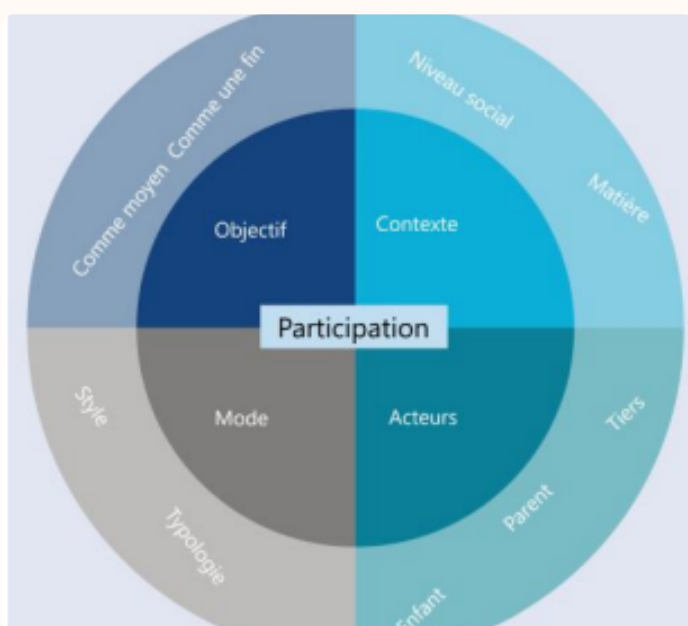 Comme moyen
Comme une fin
Niveau social
Matière
Objectif
Contexte
Participation
Mode
Acteurs
Style
Typologie
Tiers
Parent
Enfant